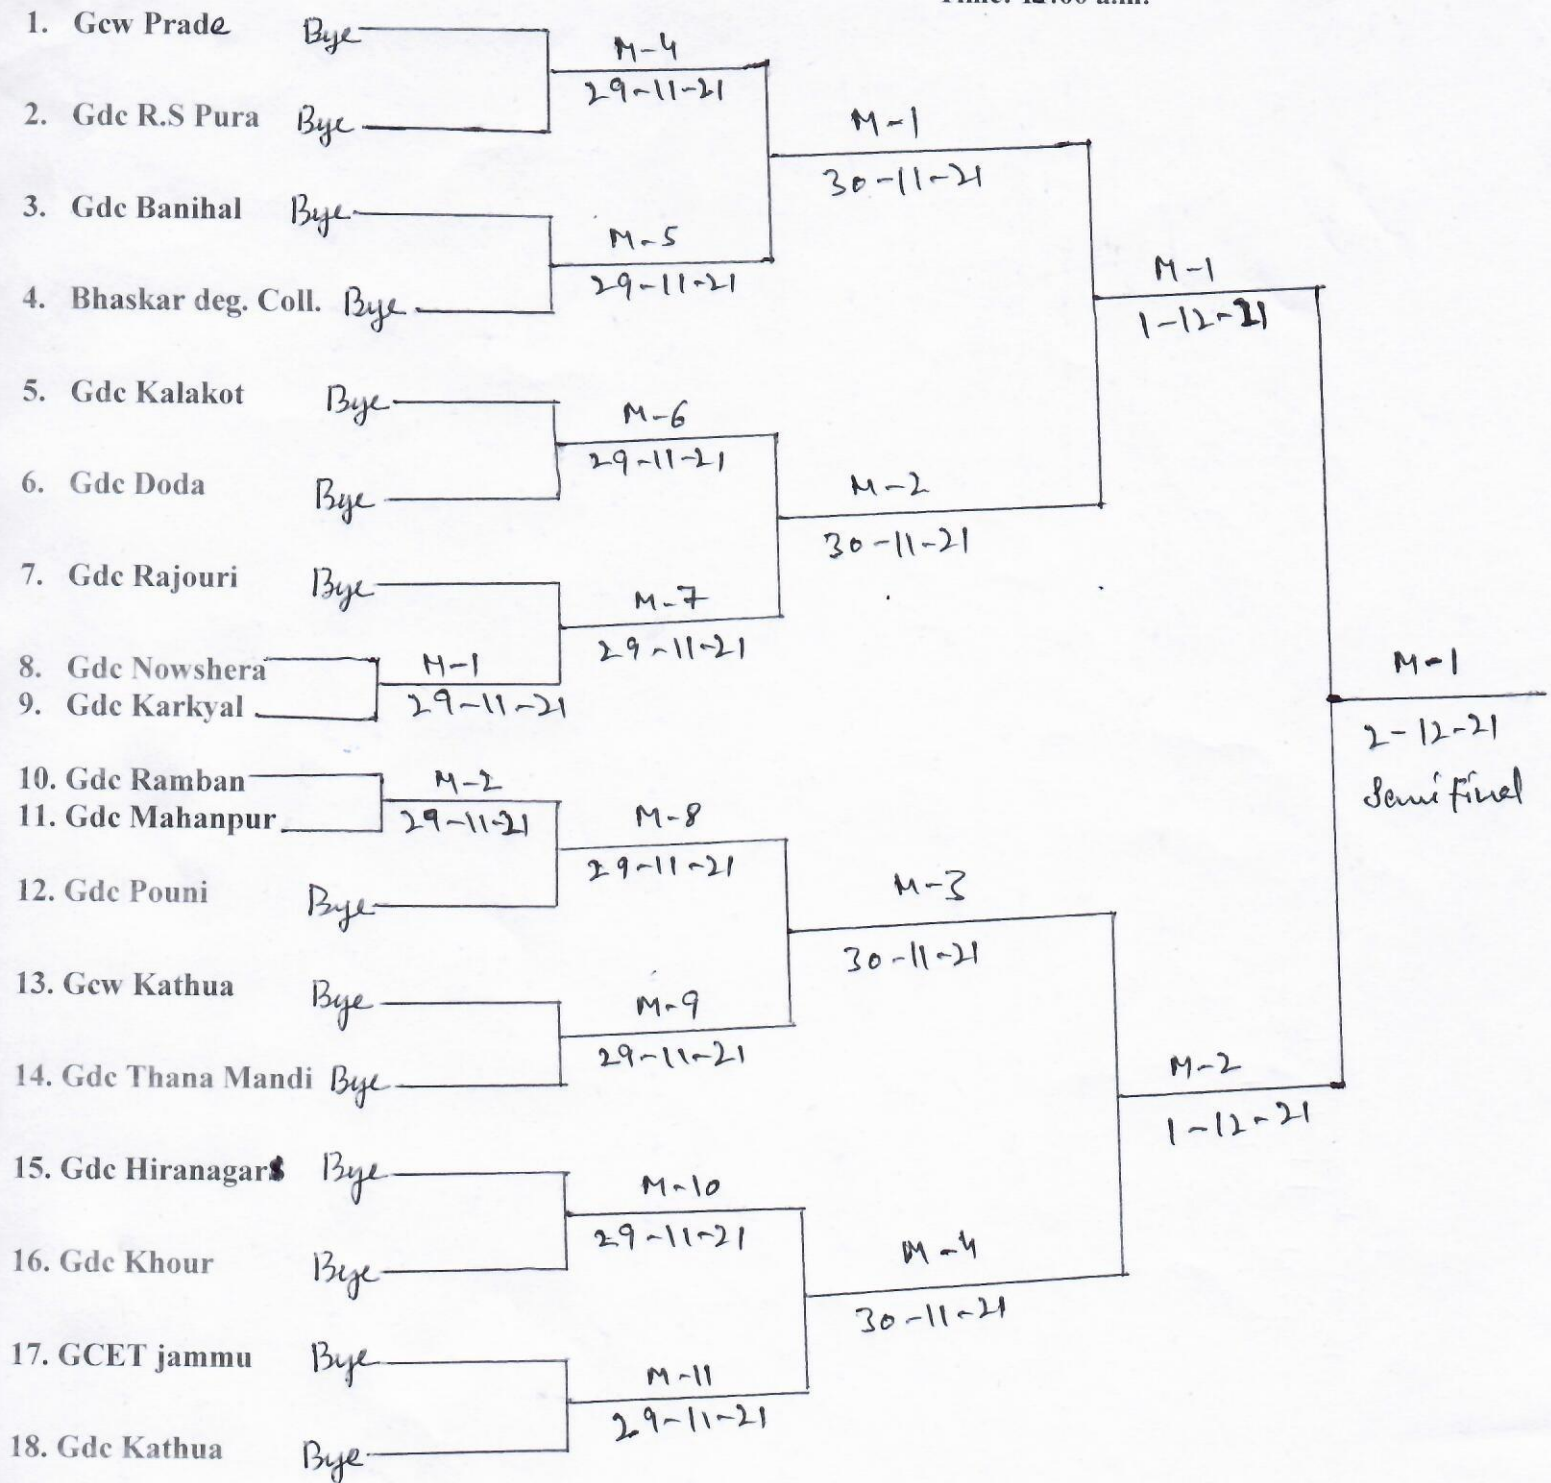 1. Gcw Prade Bye
M-4
29-11-21
2. Gdc R.S Pura Bye
M-1
30-11-21
3. Gdc Banihal Bye
M-5
29-11-21
4. Bhaskar deg. Coll. Bye
M-1
1-12-21
5. Gdc Kalakot Bye
M-6
29-11-21
6. Gdc Doda Bye
M-2
30-11-21
7. Gdc Rajouri Bye
M-7
29-11-21
8. Gdc Nowshera
M-1
29-11-21
9. Gdc Karkyal
M-1
2-12-21
Semi Final
10. Gdc Ramban
M-2
29-11-21
11. Gdc Mahanpur
M-8
29-11-21
12. Gdc Pouni Bye
M-3
30-11-21
13. Gcw Kathua Bye
M-9
29-11-21
14. Gdc Thana Mandi Bye
M-2
1-12-21
15. Gdc Hiranagar Bye
M-10
29-11-21
16. Gdc Khour Bye
M-4
30-11-21
17. GCET jammu Bye
M-11
29-11-21
18. Gdc Kathua Bye